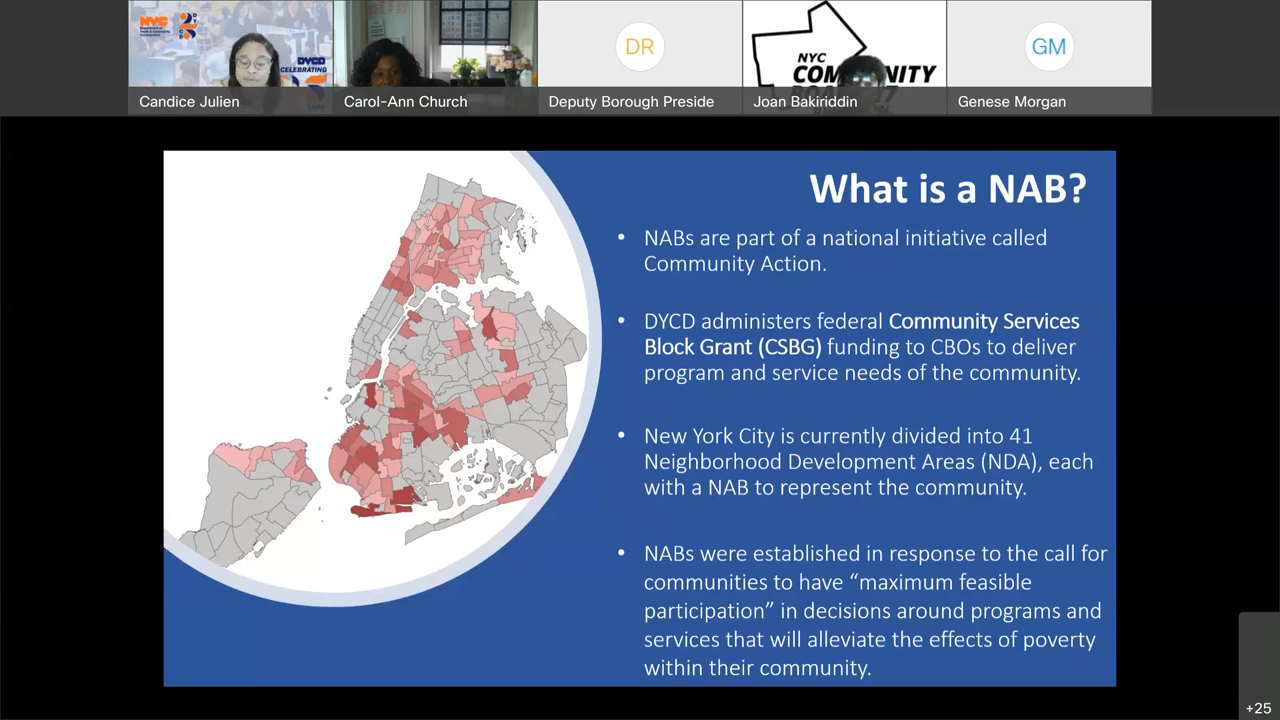 NYC
DYCD
CELEBRATING
NYC
Candice Julien
Carol-Ann Church
DR
Deputy Borough Preside
Joan Bakiriddin
GM
Genese Morgan
What is a NAB?
• NABs are part of a national initiative called
Community Action.
• DYCD administers federal Community Services
Block Grant (CSBG) funding to CBOs to deliver
program and service needs of the community.
• New York City is currently divided into 41
Neighborhood Development Areas (NDA), each
with a NAB to represent the community.
• NABs were established in response to the call for
communities to have “maximum feasible
participation” in decisions around programs and
services that will alleviate the effects of poverty
within their community.
+25